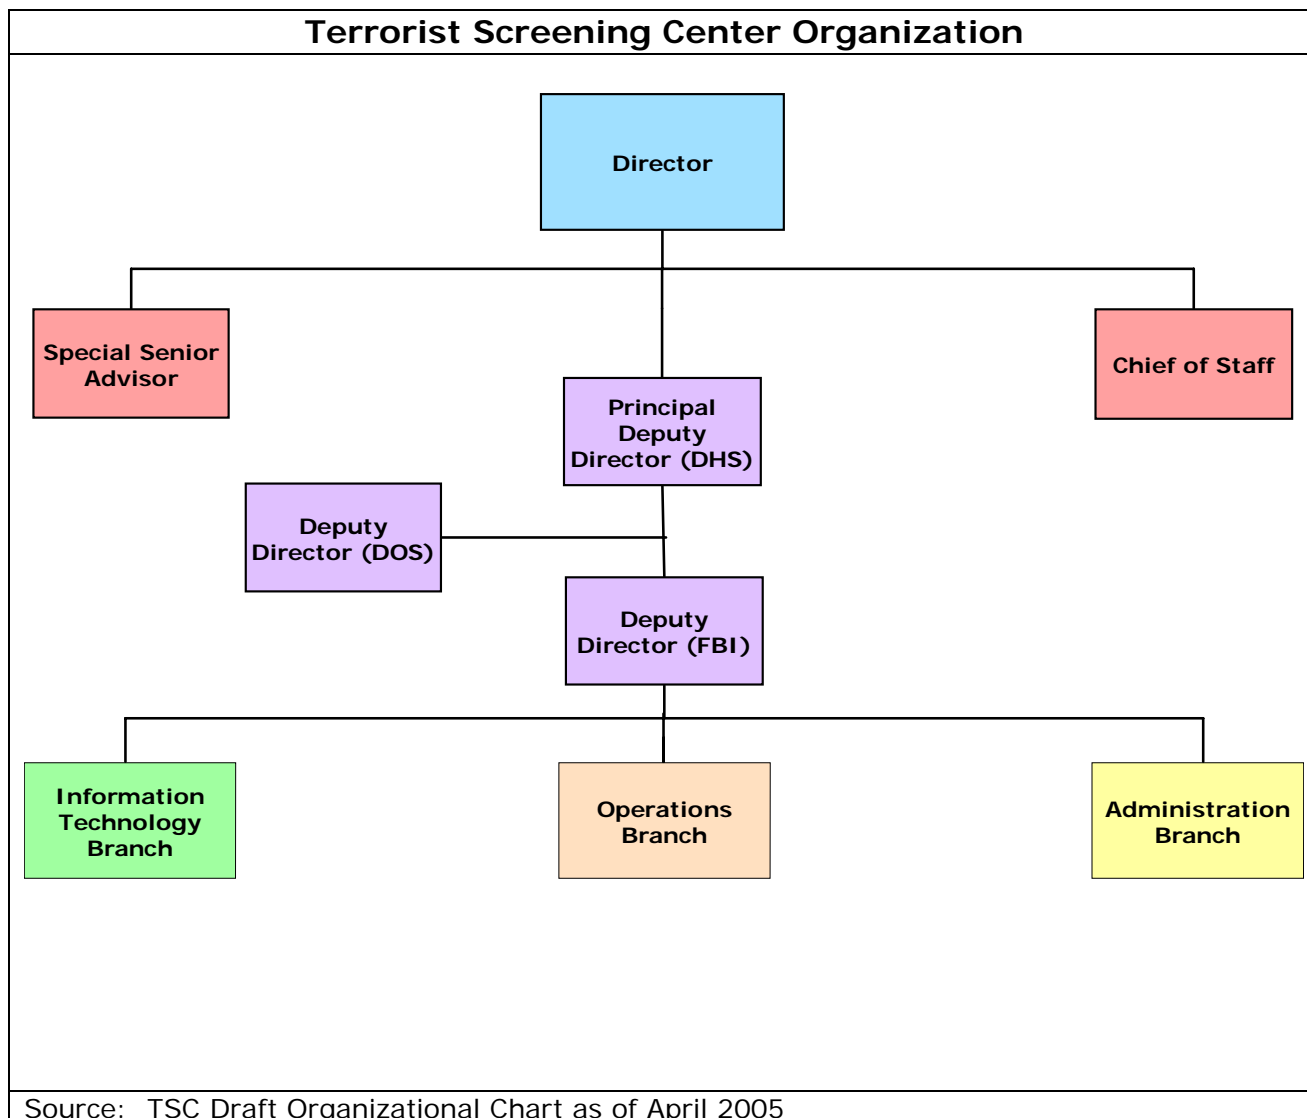 Terrorist Screening Center Organization
Director
Special Senior
Advisor
Chief of Staff
Principal
Deputy
Director (DHS)
Deputy
Director (DOS)
Deputy
Director (FBI)
Information
Technology
Branch
Operations
Branch
Administration
Branch
Source: TSC Draft Organizational Chart as of April 2005